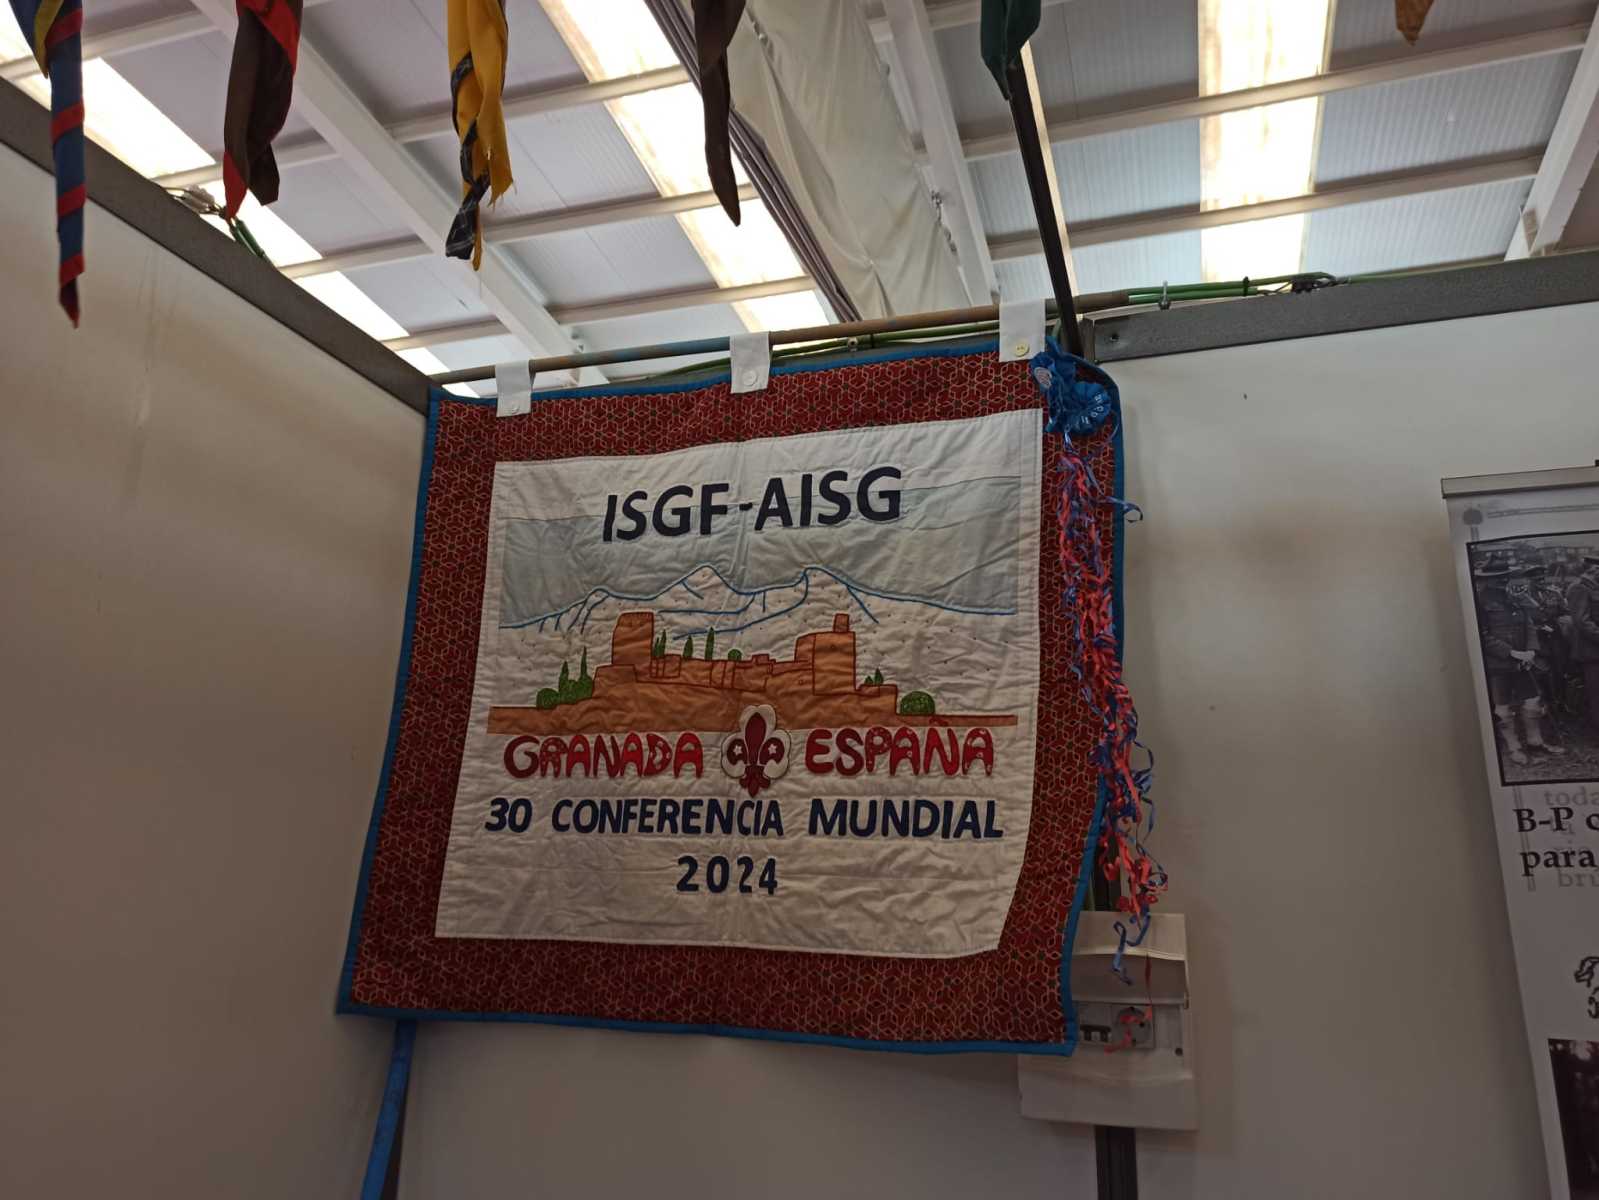 ISGF-AISG
GRANADA ESPAÑA
30 CONFERENCIA MUNDIAL
2024
B-P
para